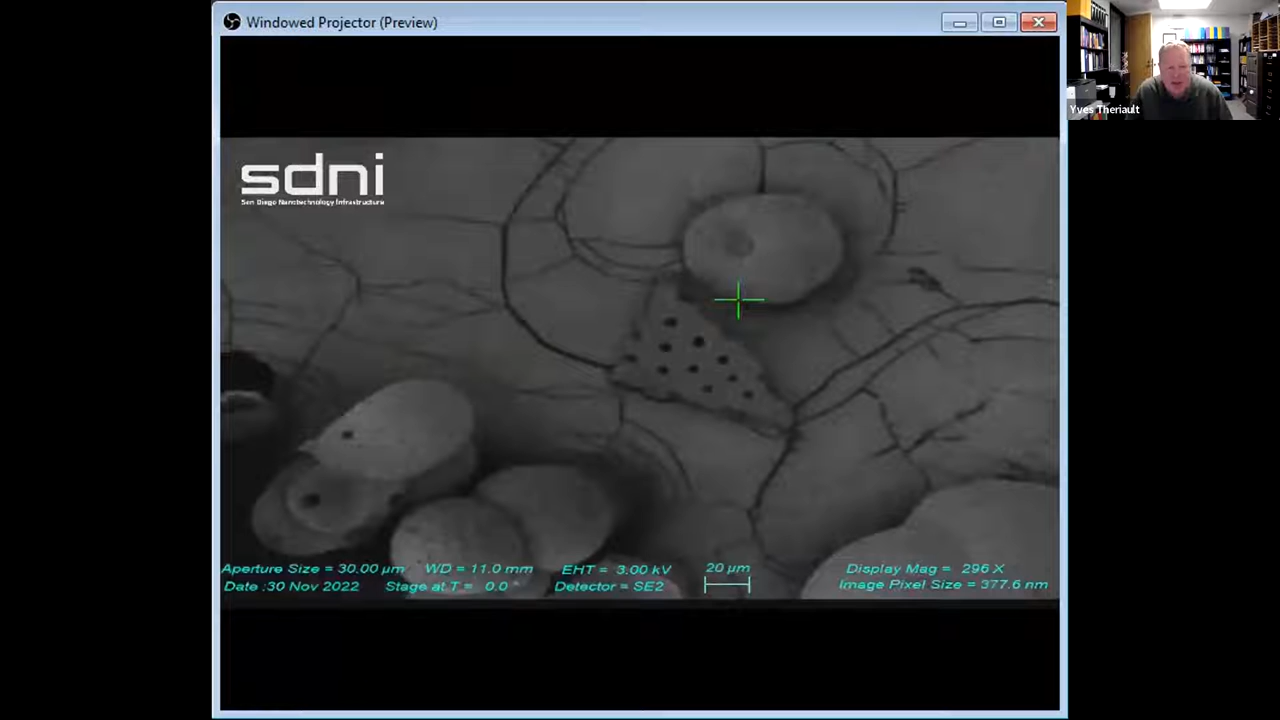 Windowed Projector (Preview)
Yves Theriault
sdni
San Diego Nanotechnology Infrastructure
Aperture Size = 30.00 µm WD = 11.0 mm EHT = 3.00 kV 20 µm Display Mag = 296 X
Date :30 Nov 2022 Stage at T = 0.0 ° Detector = SE2 Image Pixel Size = 377.6 nm